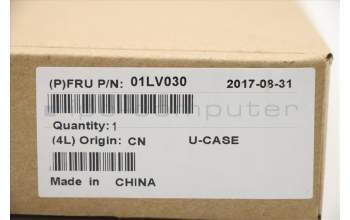 (P)FRU P/N: 01LV030 2017-08-31
Quantity: 1
(4L) Origin: CN U-CASE
Made in CHINA